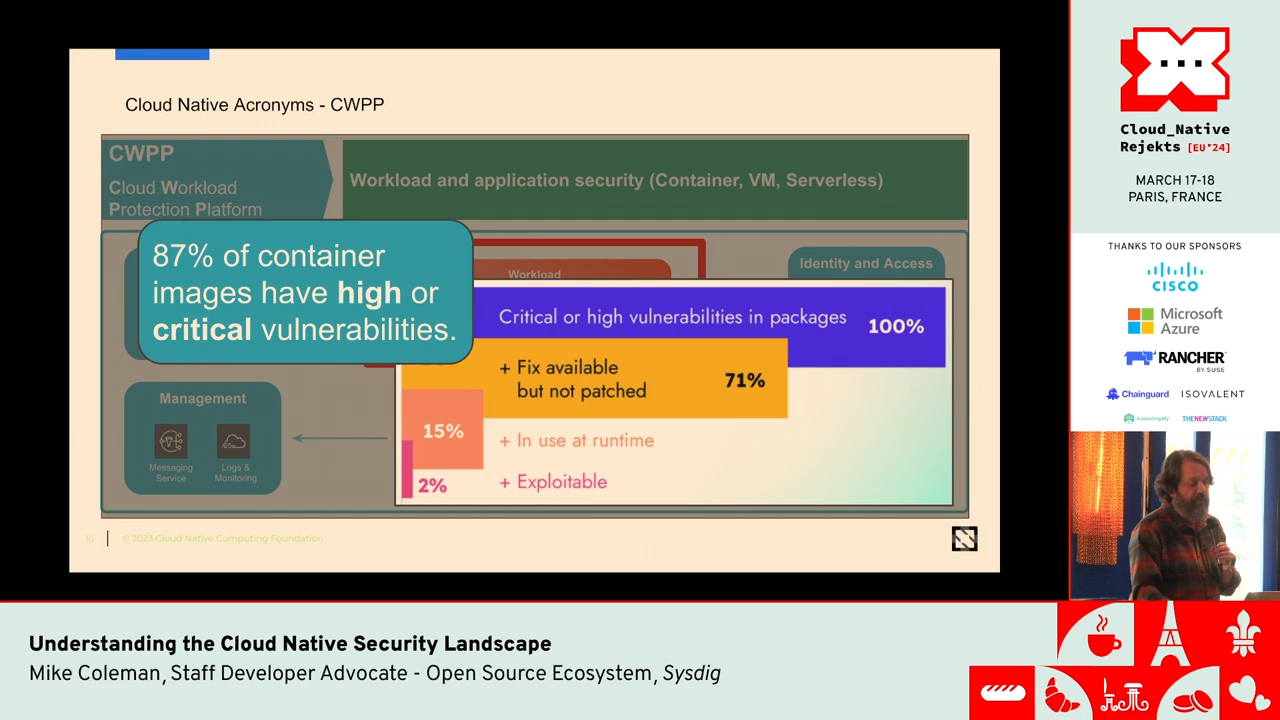 Cloud Native Acronyms - CWPP
CWPP
Cloud Workload
Protection Platform
Workload and application security (Container, VM, Serverless)
87% of container
images have high or
critical vulnerabilities.
Workload
Identity and Access
Critical or high vulnerabilities in packages
100%
+ Fix available
but not patched
71%
15%
+ In use at runtime
2%
+ Exploitable
Management
Messaging
Service
Logs &
Monitoring
16
© 2023 Cloud Native Computing Foundation
Cloud_Native
Rejekts [EU'24]
MARCH 17-18
PARIS, FRANCE
THANKS TO OUR SPONSORS
CISCO
Microsoft
Azure
RANCHER
BY SUSE
Chainguard
ISOVALENT
kubesimplify
THENEWSTACK
Understanding the Cloud Native Security Landscape
Mike Coleman, Staff Developer Advocate - Open Source Ecosystem, Sysdig